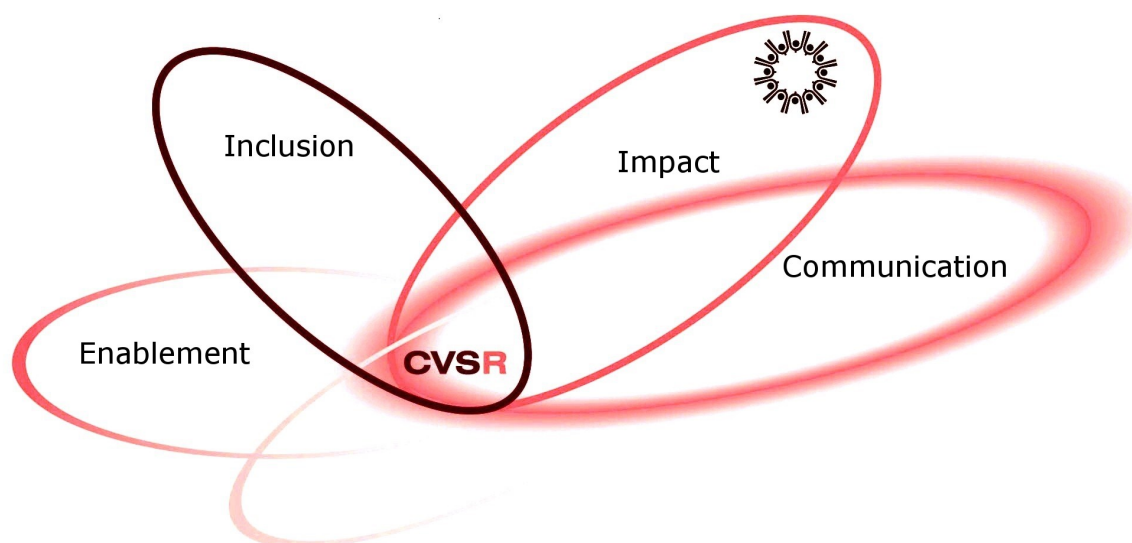 Inclusion
Impact
Communication
Enablement
CVSR